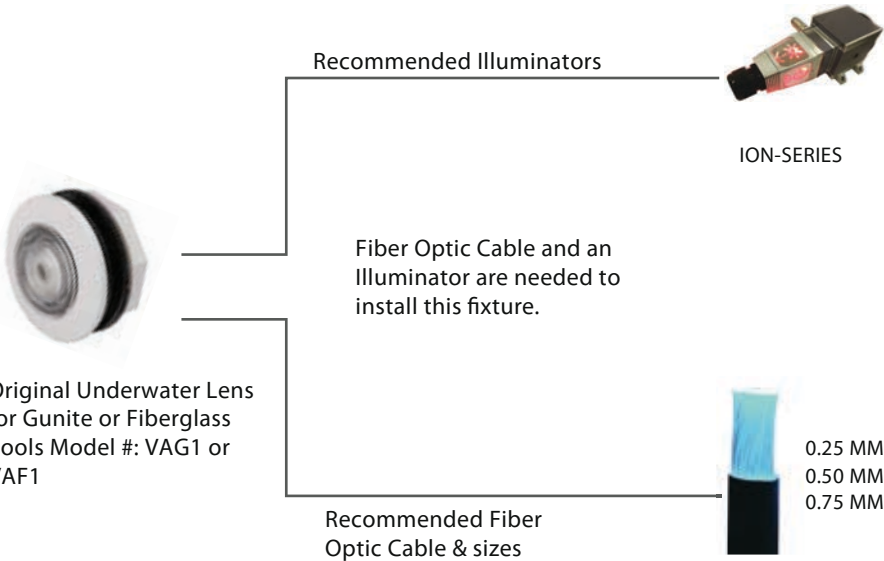 Recommended Illuminators
ION-SERIES
Fiber Optic Cable and an
Illuminator are needed to
install this fixture.
Original Underwater Lens
or Gunite or Fiberglass
ools Model #: VAG1 or
AF1
0.25 MM
0.50 MM
0.75 MM
Recommended Fiber
Optic Cable & sizes